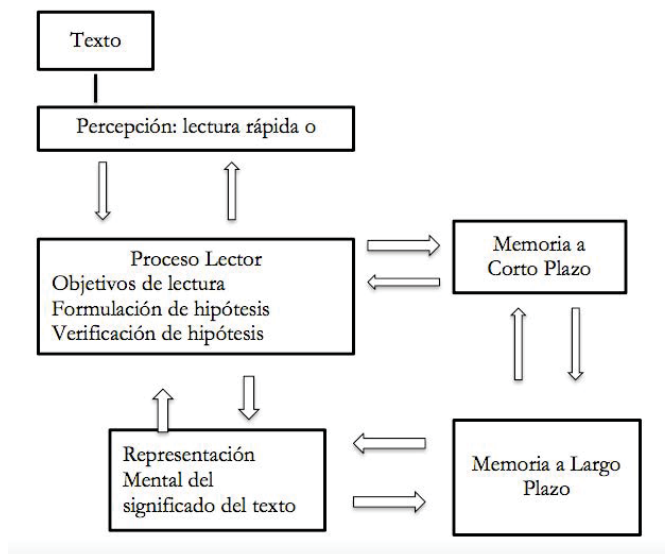 Texto
Percepción: lectura rápida o
Proceso Lector
Objetivos de lectura
Formulación de hipótesis
Verificación de hipótesis
Memoria a
Corto Plazo
Representación
Mental del
significado del texto
Memoria a Largo
Plazo